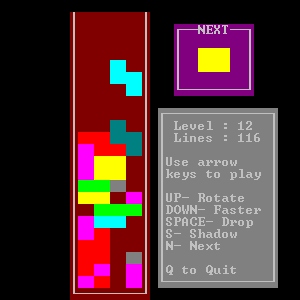 NEXT
Level : 12
Lines : 116
Use arrow
keys to play
UP- Rotate
DOWN- Faster
SPACE- Drop
S- Shadow
N- Next
Q to Quit